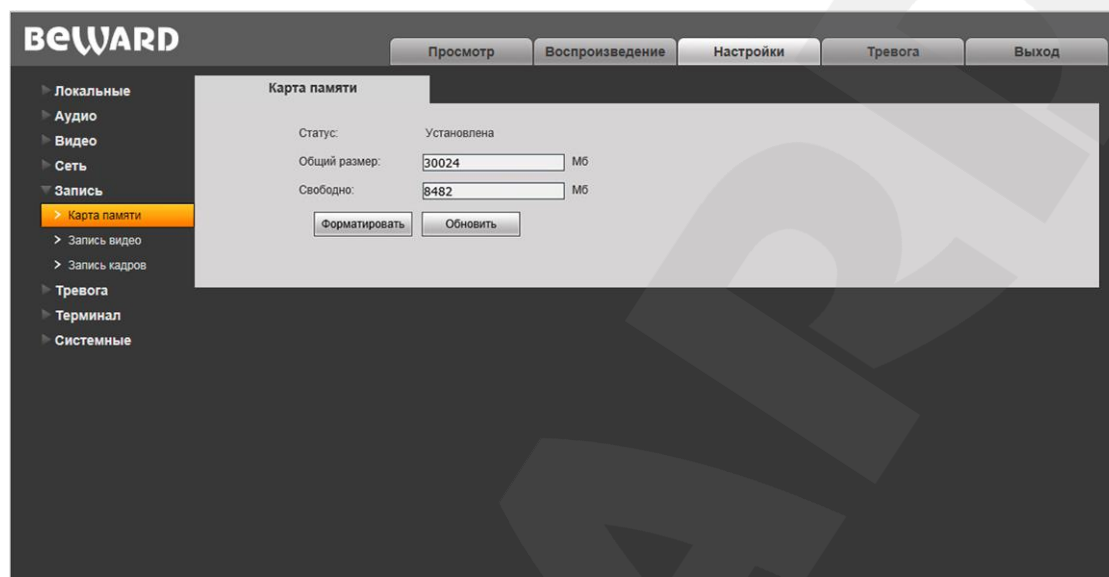 BEWARD
Просмотр Воспроизведение Настройки Тревога Выход
Локальные
Аудио
Видео
Сеть
Запись
Карта памяти
Запись видео
Запись кадров
Тревога
Терминал
Системные
Карта памяти
Статус: Установлена
Общий размер: 30024 Мб
Свободно: 8482 Мб
Форматировать Обновить